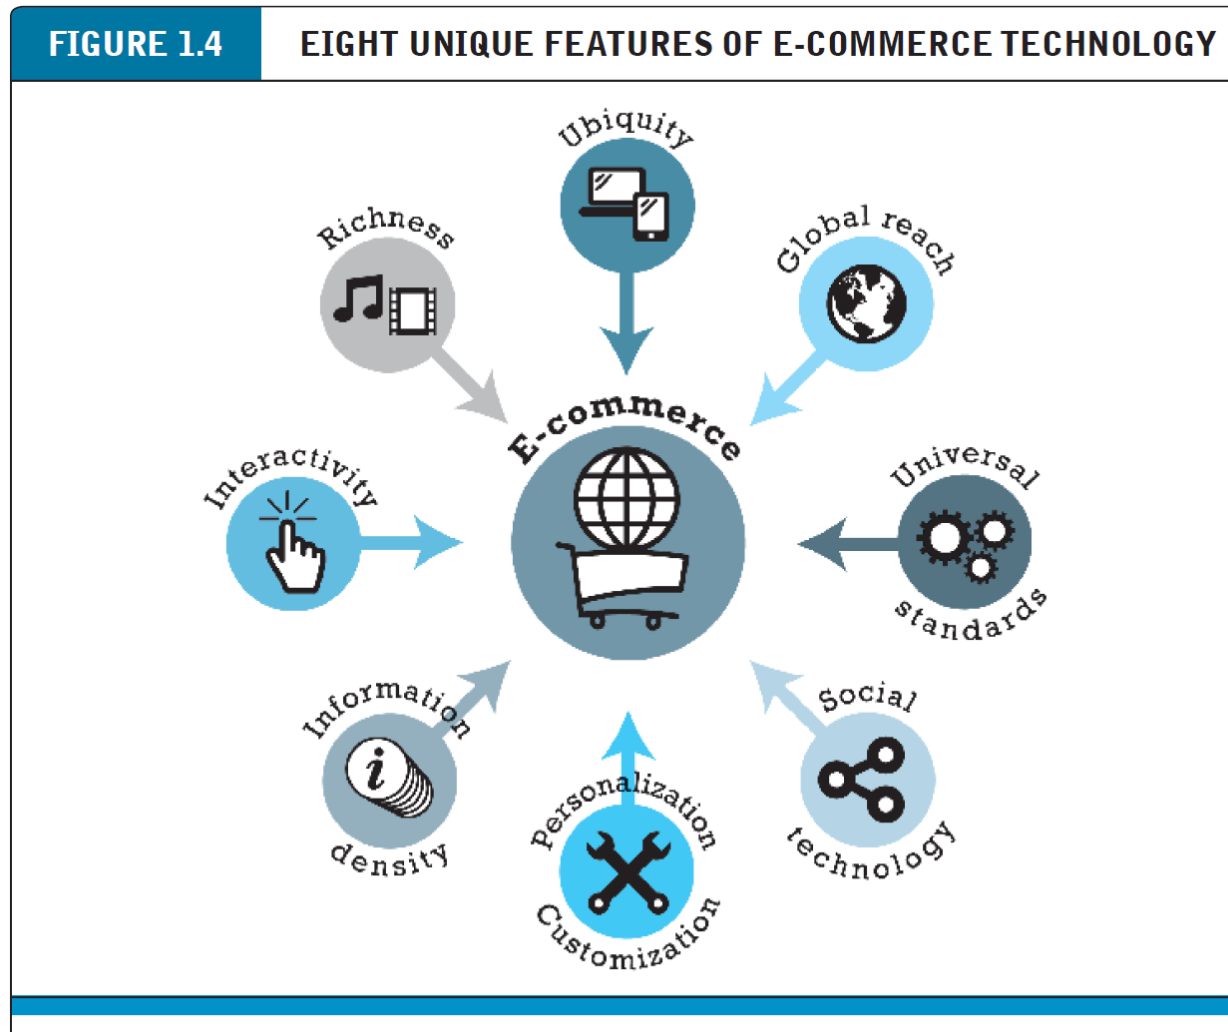 FIGURE 1.4
EIGHT UNIQUE FEATURES OF E-COMMERCE TECHNOLOGY
Ubiquity
Richness
Global reach
E-commerce
Interactivity
Universal
standards
Information
density
Social
technology
Personalization
Customization
i